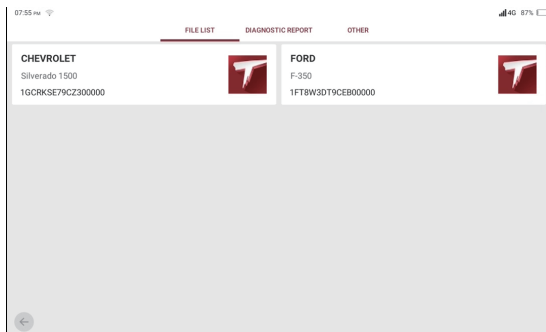 07:55 PM 4G 87%
FILE LIST DIAGNOSTIC REPORT OTHER
CHEVROLET
Silverado 1500
1GCRKSE79CZ300000
FORD
F-350
1FT8W3DT9CEB00000